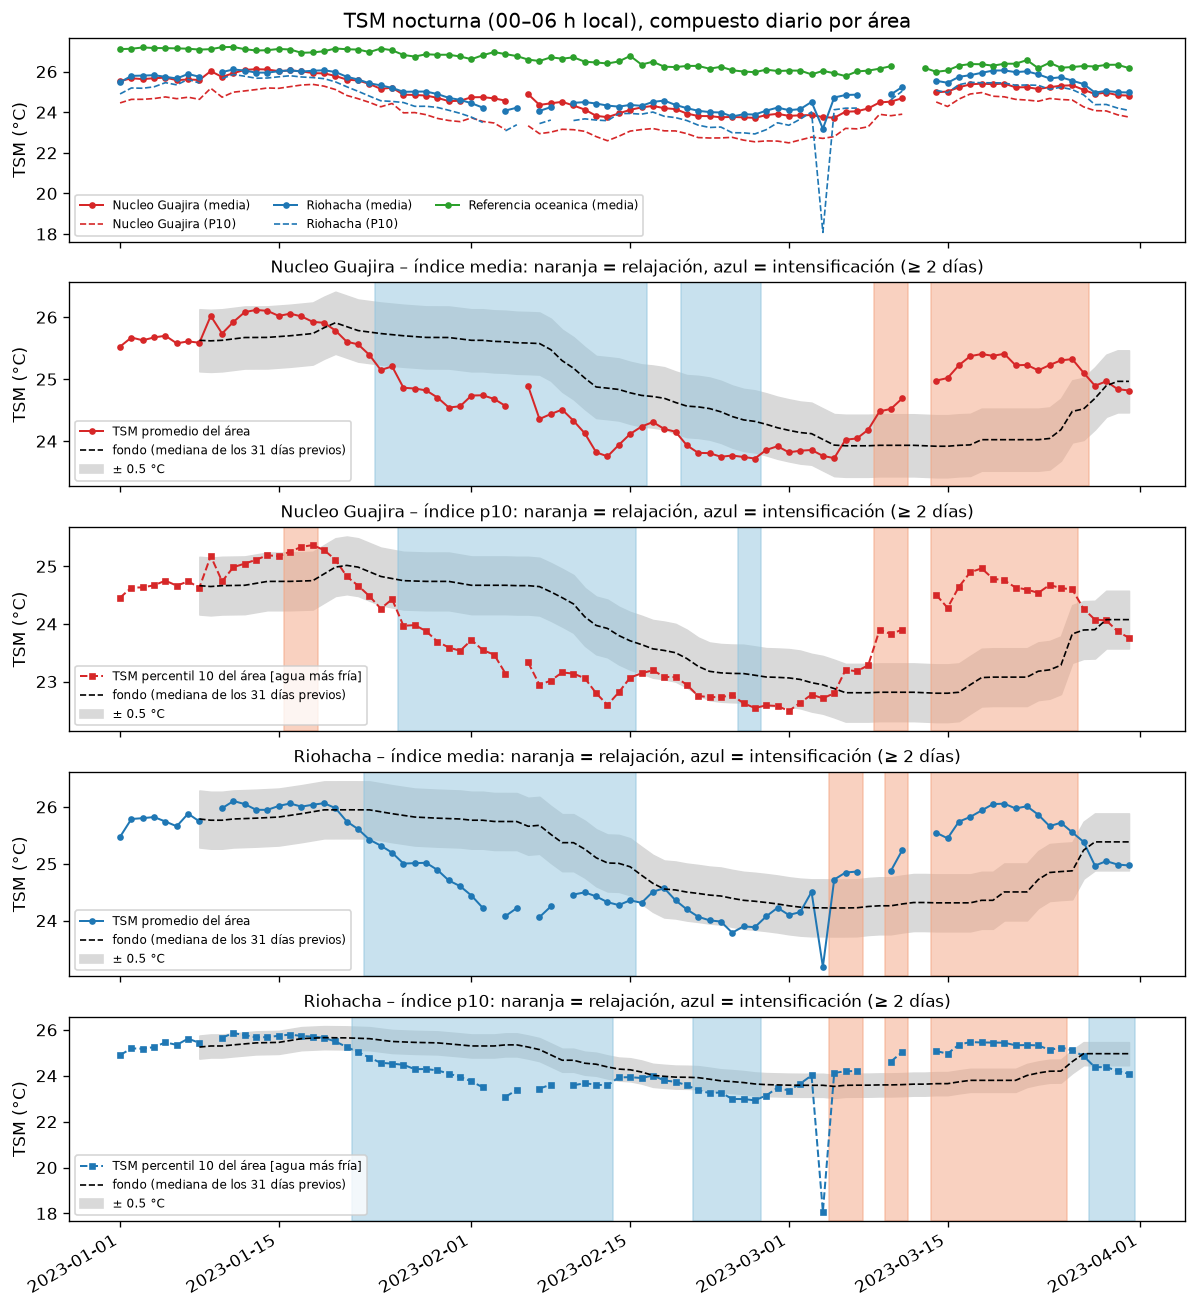 TSM nocturna (00–06 h local), compuesto diario por área
TSM (°C)
26
24
22
20
18
Nucleo Guajira (media)
Nucleo Guajira (P10)
Riohacha (media)
Riohacha (P10)
Referencia oceanica (media)
Nucleo Guajira – índice media: naranja = relajación, azul = intensificación (≥ 2 días)
TSM (°C)
26
25
24
TSM promedio del área
fondo (mediana de los 31 días previos)
± 0.5 °C
Nucleo Guajira – índice p10: naranja = relajación, azul = intensificación (≥ 2 días)
TSM (°C)
25
24
23
TSM percentil 10 del área [agua más fría]
fondo (mediana de los 31 días previos)
± 0.5 °C
Riohacha – índice media: naranja = relajación, azul = intensificación (≥ 2 días)
TSM (°C)
26
25
24
TSM promedio del área
fondo (mediana de los 31 días previos)
± 0.5 °C
Riohacha – índice p10: naranja = relajación, azul = intensificación (≥ 2 días)
TSM (°C)
26
24
22
20
18
TSM percentil 10 del área [agua más fría]
fondo (mediana de los 31 días previos)
± 0.5 °C
2023-01-01
2023-01-15
2023-02-01
2023-02-15
2023-03-01
2023-03-15
2023-04-01